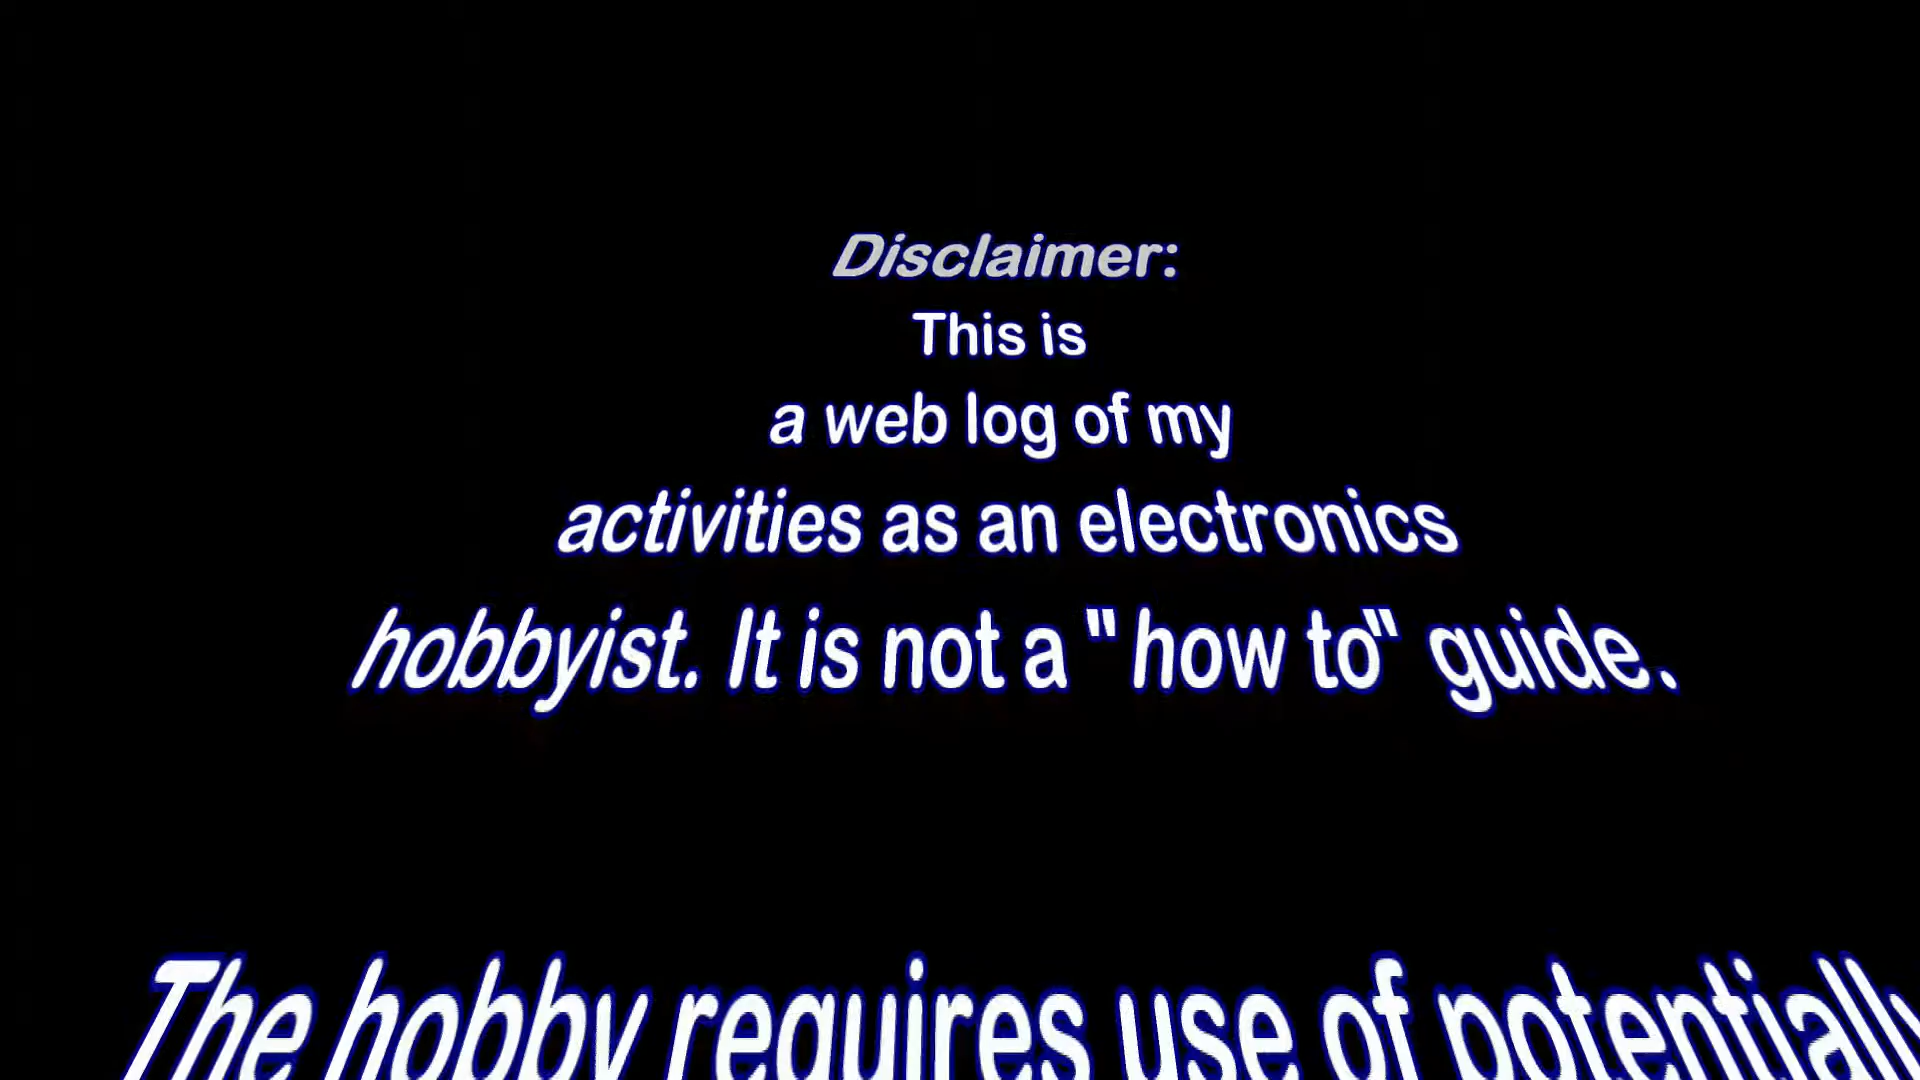 Disclaimer:
This is
a web log of my
activities as an electronics
hobbyist. It is not a "how to" guide.
The hobby requires use of potentially